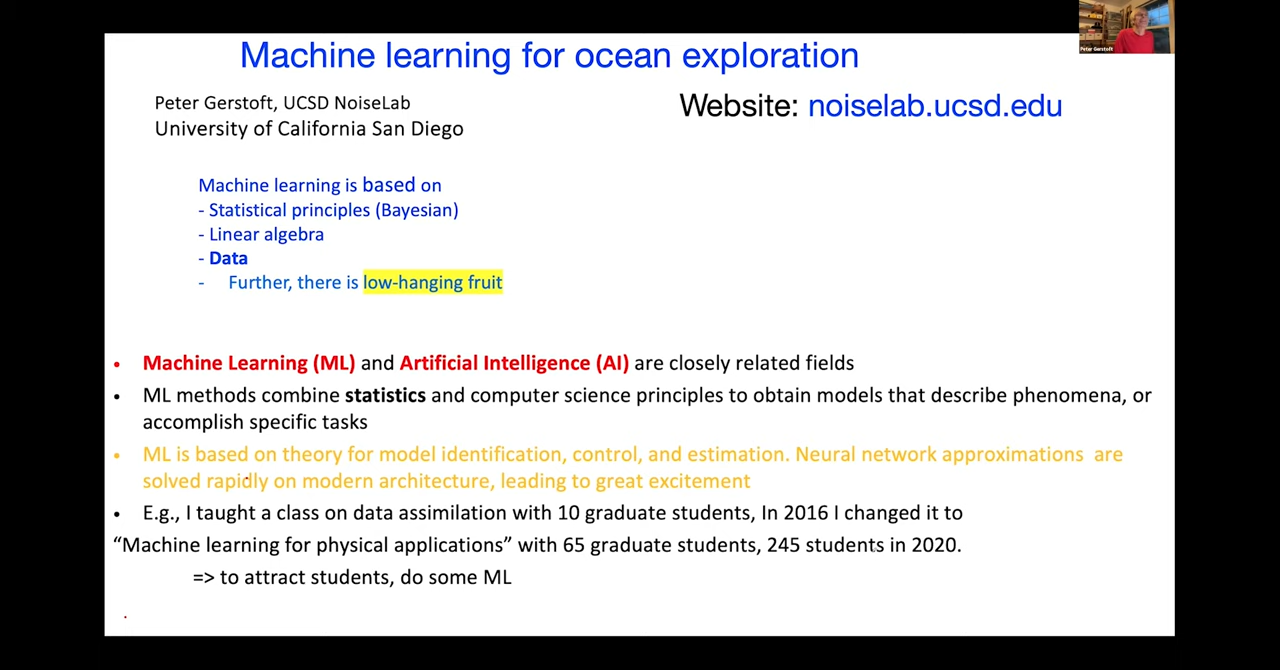 Machine learning for ocean exploration
Peter Gerstoft
Peter Gerstoft, UCSD NoiseLab
University of California San Diego
Website: noiselab.ucsd.edu
Machine learning is based on
- Statistical principles (Bayesian)
- Linear algebra
- Data
- Further, there is low-hanging fruit
• Machine Learning (ML) and Artificial Intelligence (AI) are closely related fields
• ML methods combine statistics and computer science principles to obtain models that describe phenomena, or
accomplish specific tasks
• ML is based on theory for model identification, control, and estimation. Neural network approximations are
solved rapidly on modern architecture, leading to great excitement
• E.g., I taught a class on data assimilation with 10 graduate students, In 2016 I changed it to
“Machine learning for physical applications” with 65 graduate students, 245 students in 2020.
=> to attract students, do some ML